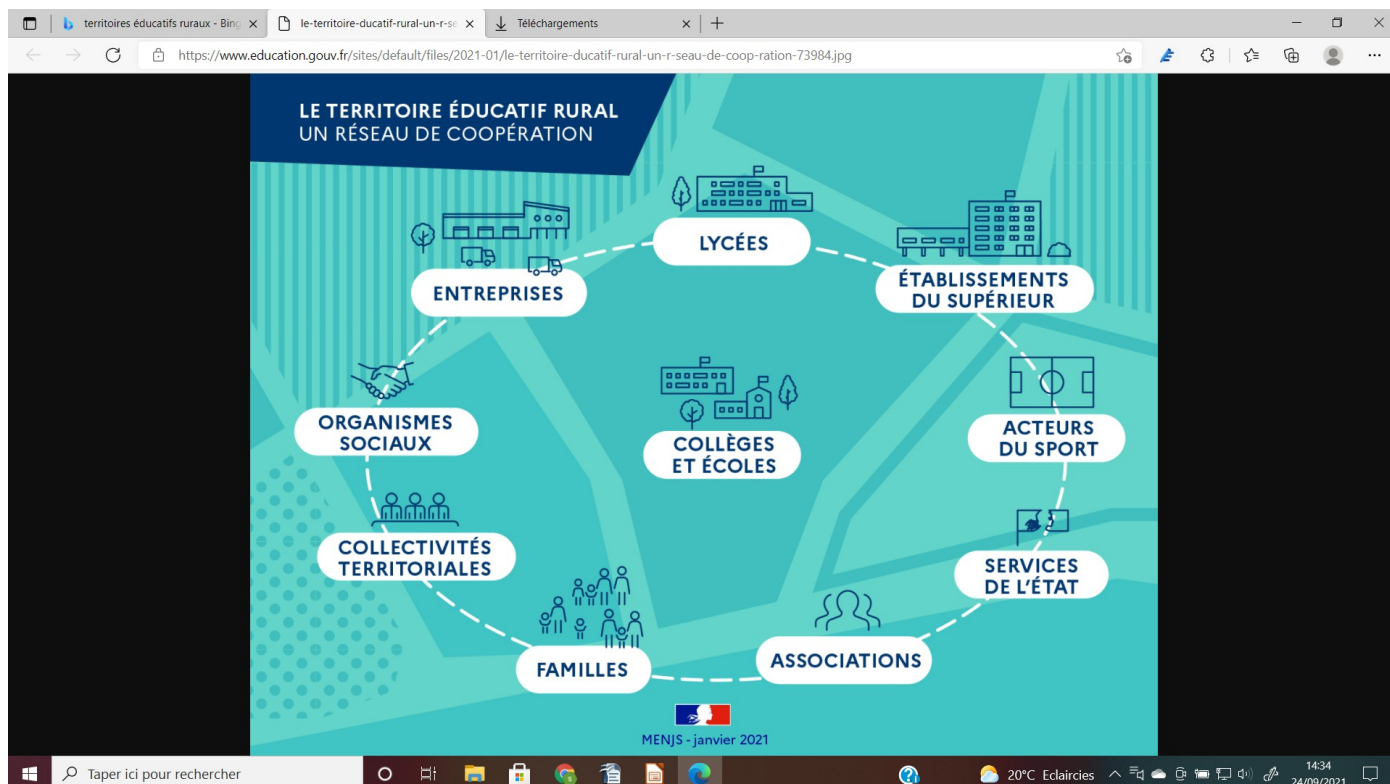 territoires éducatifs ruraux - Bing
le-territoire-ducatif-rural-un-r-se
Téléchargements
https://www.education.gouv.fr/sites/default/files/2021-01/le-territoire-ducatif-rural-un-r-seau-de-coop-ration-73984.jpg
LE TERRITOIRE ÉDUCATIF RURAL
UN RÉSEAU DE COOPÉRATION
LYCÉES
ENTREPRISES
ÉTABLISSEMENTS
DU SUPÉRIEUR
ORGANISMES
SOCIAUX
COLLÈGES
ET ÉCOLES
ACTEURS
DU SPORT
COLLECTIVITÉS
TERRITORIALES
SERVICES
DE L'ÉTAT
FAMILLES
ASSOCIATIONS
MENJS - janvier 2021
Taper ici pour rechercher
20°C Eclaircies
14:34
24/09/2021